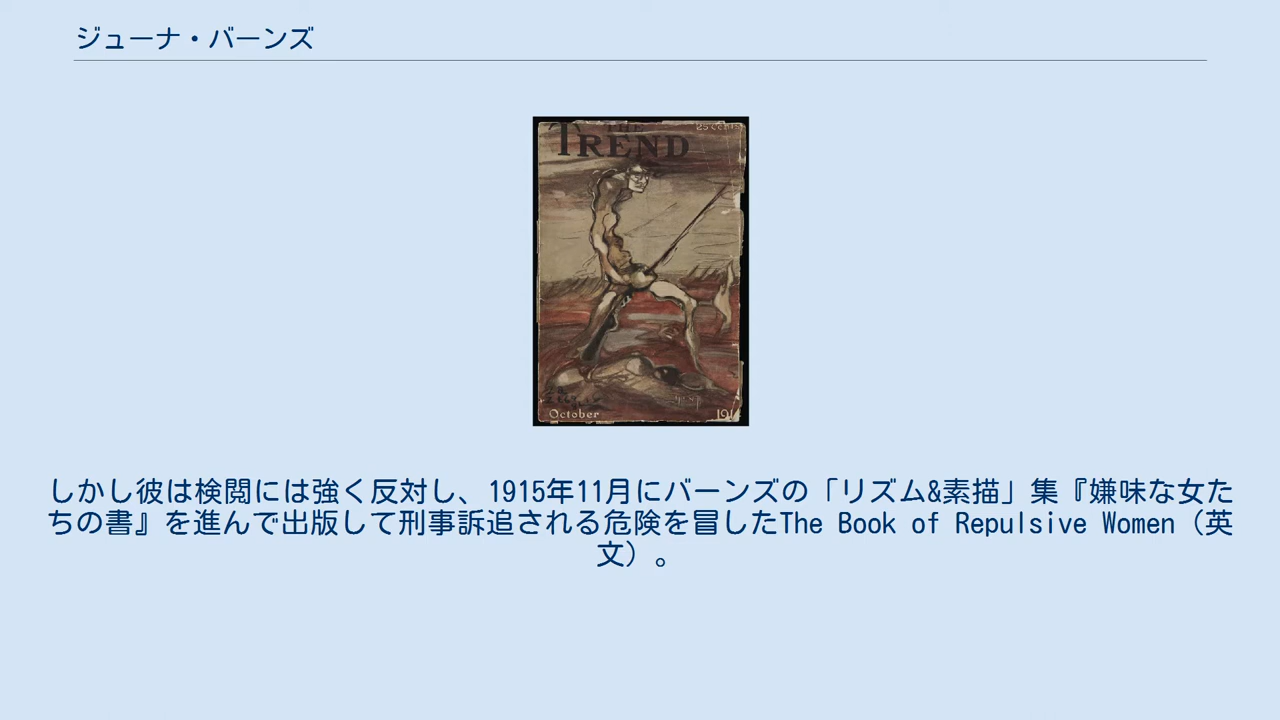 ジューナ・バーンズ
THE
25 Cents
TREND
October
1914
しかし彼は検閲には強く反対し、1915年11月にバーンズの「リズム&素描」集『嫌味な女た
ちの書』を進んで出版して刑事訴追される危険を冒したThe Book of Repulsive Women（英
文）。